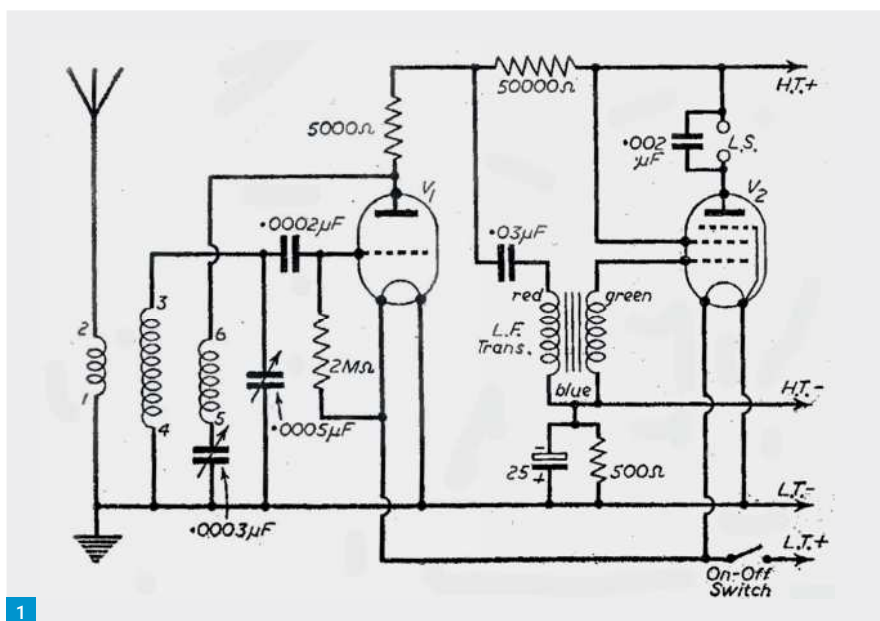 H.T.+
50000Ω
5000Ω
·002
µF
L.S.
V1
V2
·0002µF
·03µF
3
2
6
red
green
L.F.
Trans.
2MΩ
1
blue
H.T.-
5
·0005µF
4
-
25
+
500Ω
L.T.-
·0003µF
L.T.+
On-Off
Switch
1